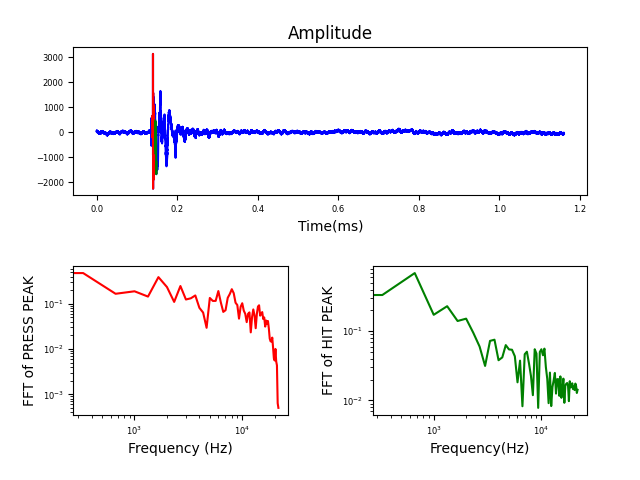 Amplitude
3000
2000
1000
0
−1000
−2000
0.0 0.2 0.4 0.6 0.8 1.0 1.2
Time(ms)
FFT of PRESS PEAK
10⁻¹
10⁻²
10⁻³
10³ 10⁴
Frequency (Hz)
FFT of HIT PEAK
10⁻¹
10⁻²
10³ 10⁴
Frequency(Hz)